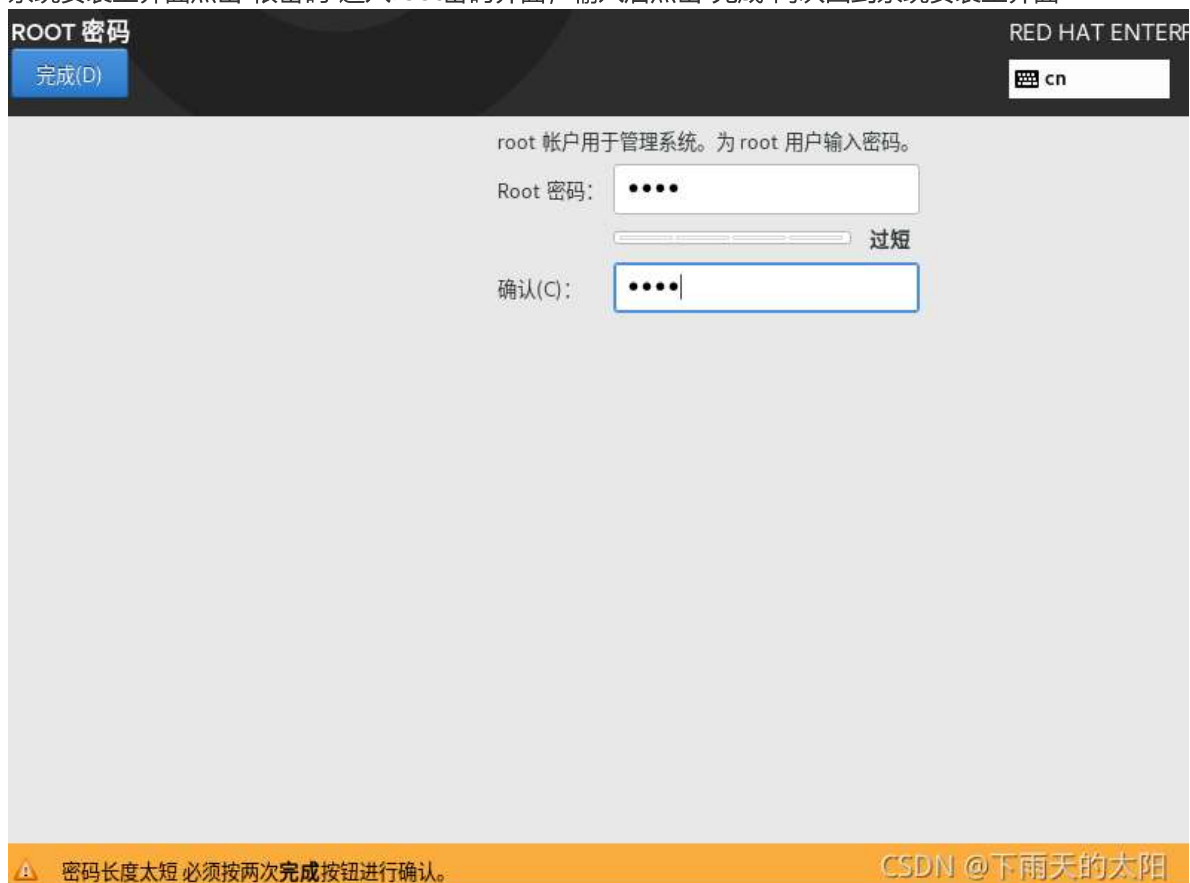 ROOT 密码
RED HAT ENTERP
完成(D)
cn
root 帐户用于管理系统。为 root 用户输入密码。
Root 密码：
••••
过短
确认(C)：
••••
密码长度太短 必须按两次完成按钮进行确认。
CSDN @下雨天的太阳